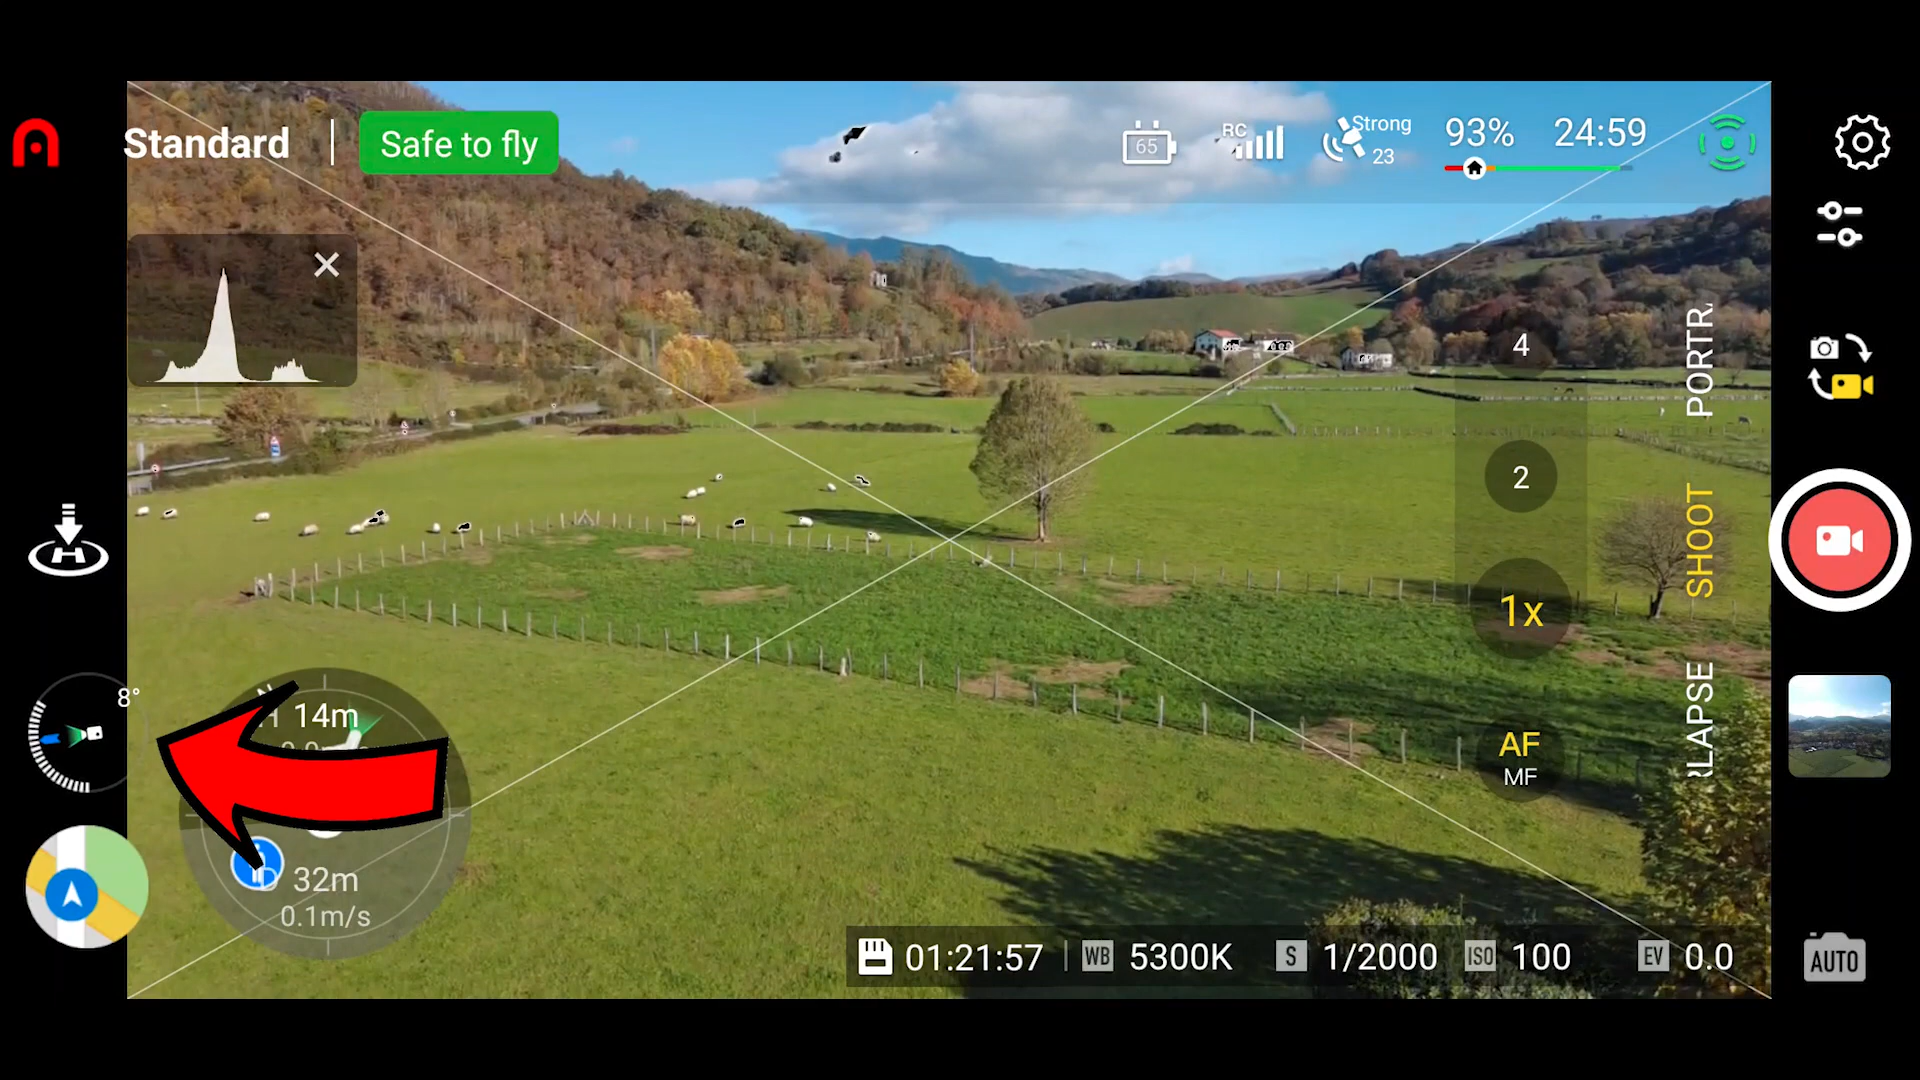 Standard
Safe to fly
65
RC
Strong
23
93%
24:59
4
2
1x
AF
MF
PORTR
SHOOT
LAPSE
8°
N
H 14m
32m
0.1m/s
01:21:57
WB 5300K
S 1/2000
ISO 100
EV 0.0
AUTO